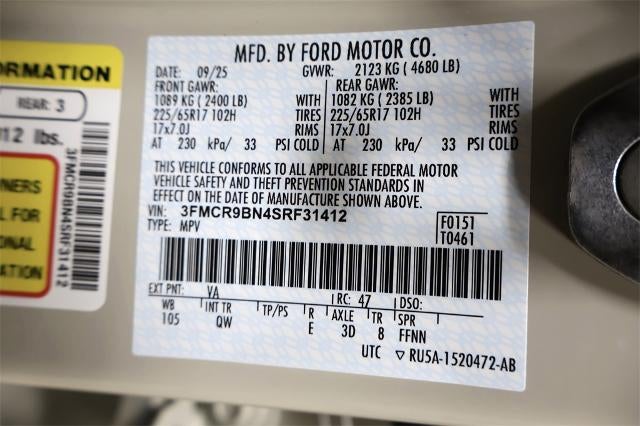 MFD. BY FORD MOTOR CO.
DATE: 09/25 GVWR: 2123 KG ( 4680 LB)
FRONT GAWR: REAR GAWR:
1089 KG ( 2400 LB) WITH 1082 KG ( 2385 LB) WITH
225/65R17 102H TIRES 225/65R17 102H TIRES
17x7.0J RIMS 17x7.0J RIMS
AT 230 kPa/ 33 PSI COLD AT 230 kPa/ 33 PSI COLD
THIS VEHICLE CONFORMS TO ALL APPLICABLE FEDERAL MOTOR
VEHICLE SAFETY AND THEFT PREVENTION STANDARDS IN
EFFECT ON THE DATE OF MANUFACTURE SHOWN ABOVE.
VIN: 3FMCR9BN4SRF31412 F0151
TYPE: MPV T0461
EXT PNT: VA RC: 47 DSO:
WB INT TR TP/PS R AXLE TR SPR
105 QW E 3D 8 FFNN
UTC ▽ RU5A-1520472-AB
RMATION
REAR: 3
012 lbs.
NERS
L FOR
ONAL
TION
3FMCR9BN4SRF31412